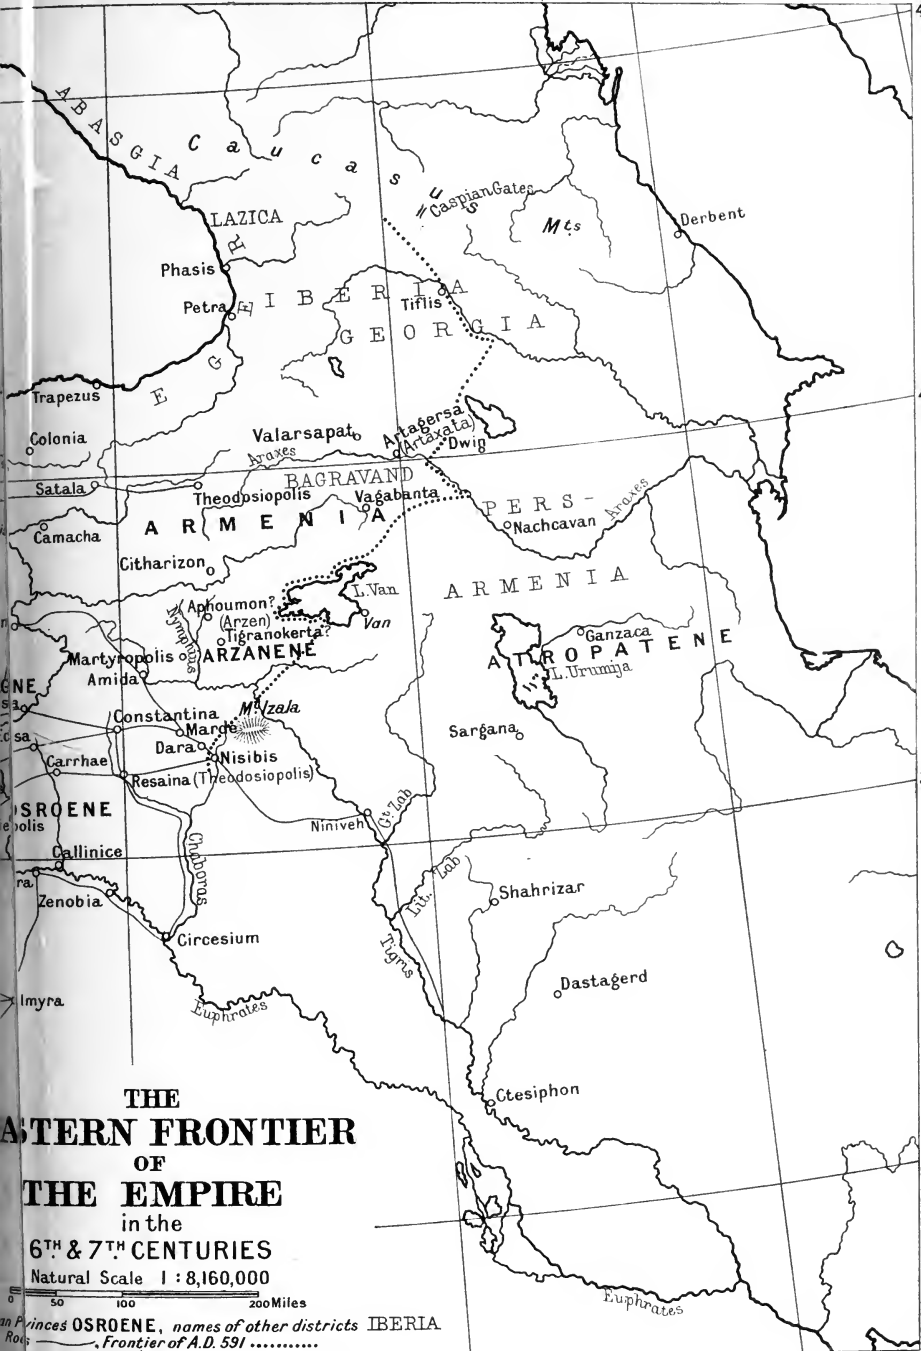 ABASGIA
Caucasus
Caspian Gates
Mts
Derbent
LAZICA
Phasis
Petra
EGER
IBERIA
Tiflis
GEORGIA
Trapezus
Colonia
Valarsapat
Artagersa
(Artaxata)
Dwin
Araxes
BAGRAVAND
Satala
Theodosiopolis
Vagabanta
PERS-
Araxes
ARMENIA
Nachcavan
Camacha
Citharizon
ARMENIA
L.Van
Aphoumon?
(Arzen)
Van
Nymphius
Tigranokerta?
Ganzaca
ATROPATENE
Martyropolis
ARZANENE
L.Urumija
Amida
Mt Izala
Constantina
Marde
Sargana
Dara
Nisibis
Carrhae
Resaina (Theodosiopolis)
Gt. Zab
Niniveh
Callinice
Chaboras
Lit. Zab
Shahrizar
Zenobia
Circesium
Tigris
Dastagerd
Imyra
Euphrates
Ctesiphon
THE
STERN FRONTIER
OF
THE EMPIRE
in the
6TH & 7TH CENTURIES
Natural Scale 1 : 8,160,000
0 50 100 200 Miles
OSROENE, names of other districts IBERIA
Frontier of A.D. 591
Euphrates